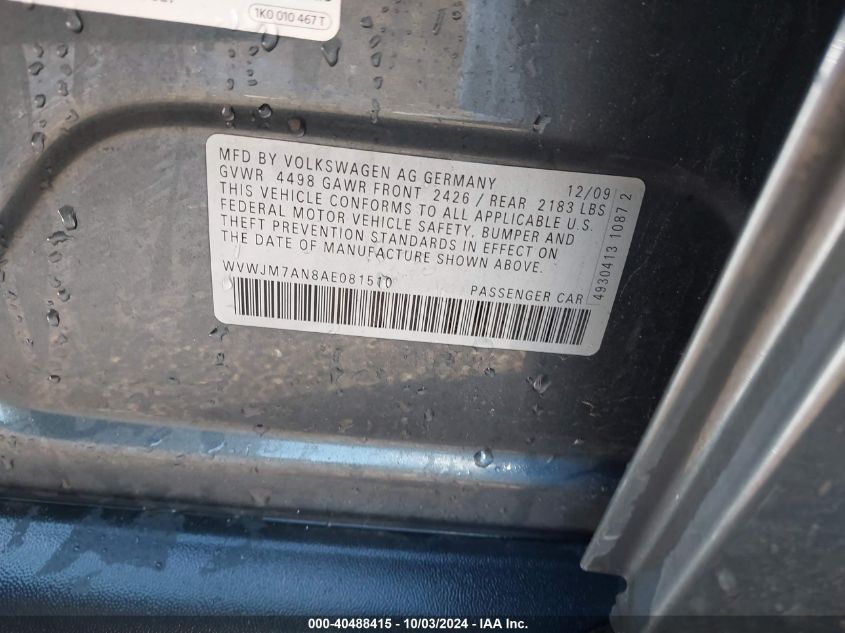 1K0 010 467 T
MFD BY VOLKSWAGEN AG GERMANY 12/09
GVWR 4498 GAWR FRONT 2426 / REAR 2183 LBS
THIS VEHICLE CONFORMS TO ALL APPLICABLE U.S.
FEDERAL MOTOR VEHICLE SAFETY, BUMPER AND
THEFT PREVENTION STANDARDS IN EFFECT ON
THE DATE OF MANUFACTURE SHOWN ABOVE.
WVWJM7AN8AE081510 PASSENGER CAR
4930413 1087 2
000-40488415 - 10/03/2024 - IAA Inc.